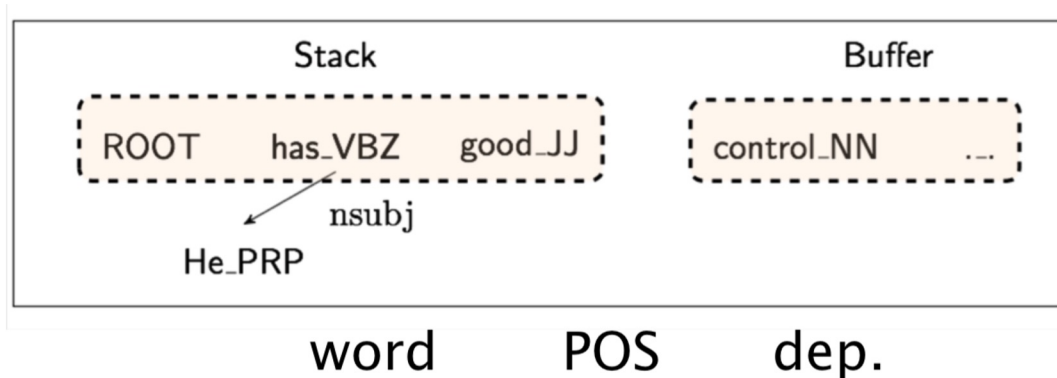 Stack Buffer
ROOT has_VBZ good_JJ control_NN ._.
nsubj
He_PRP
word POS dep.